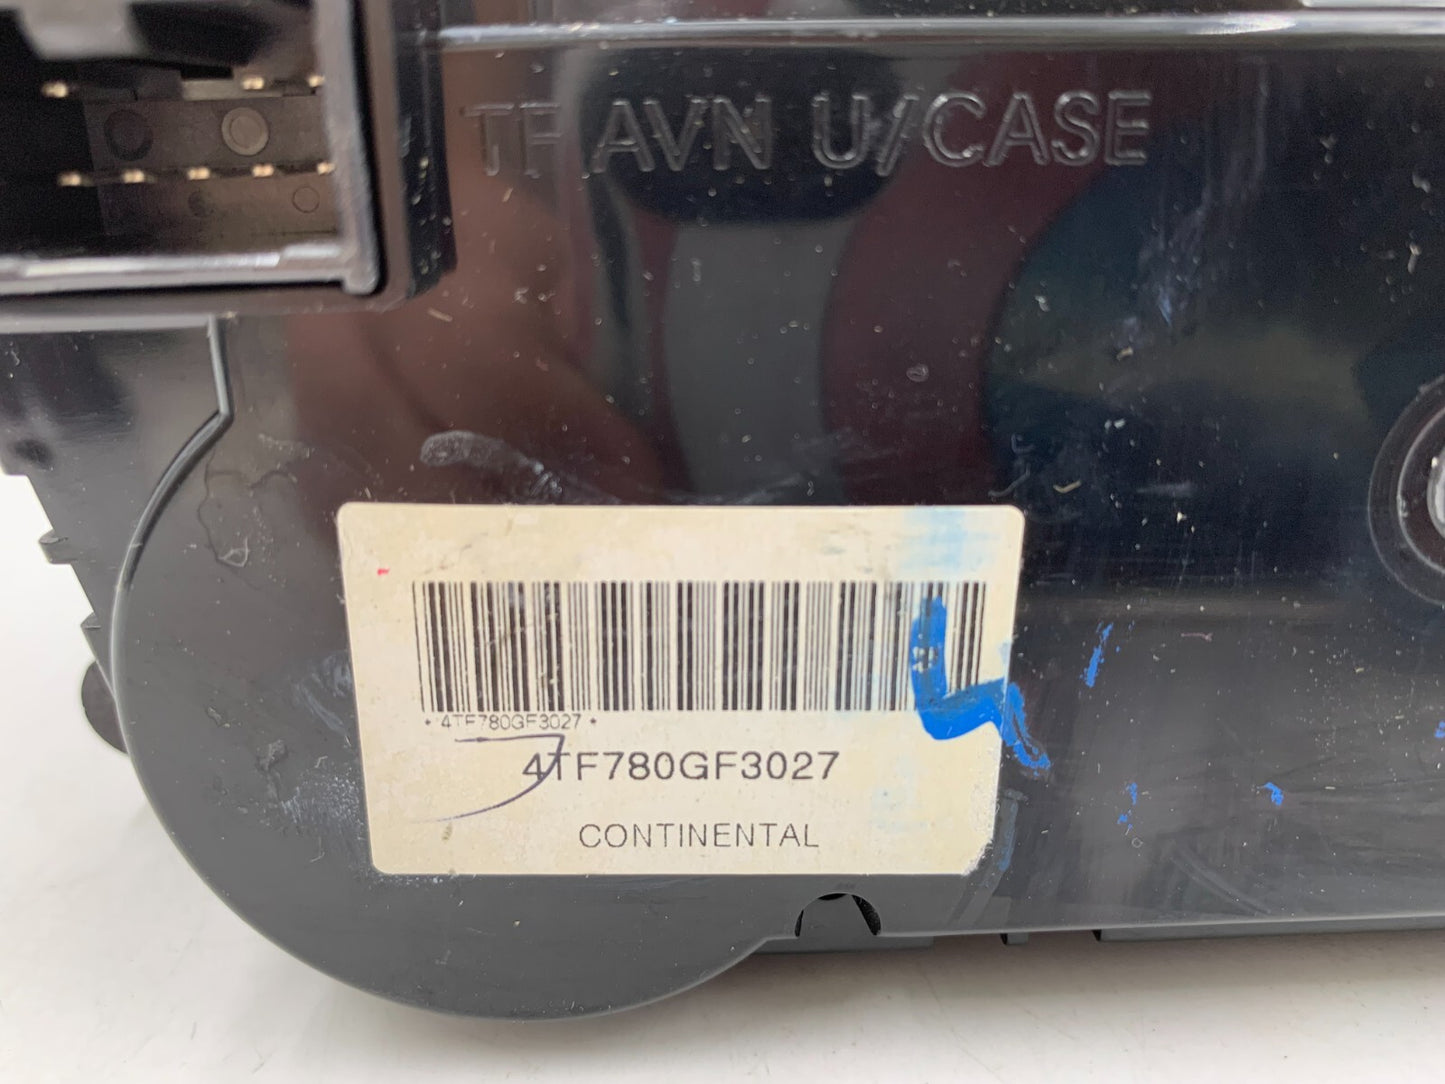 TF AVN U/CASE
* 4TF780GF3027 *
4TF780GF3027
CONTINENTAL